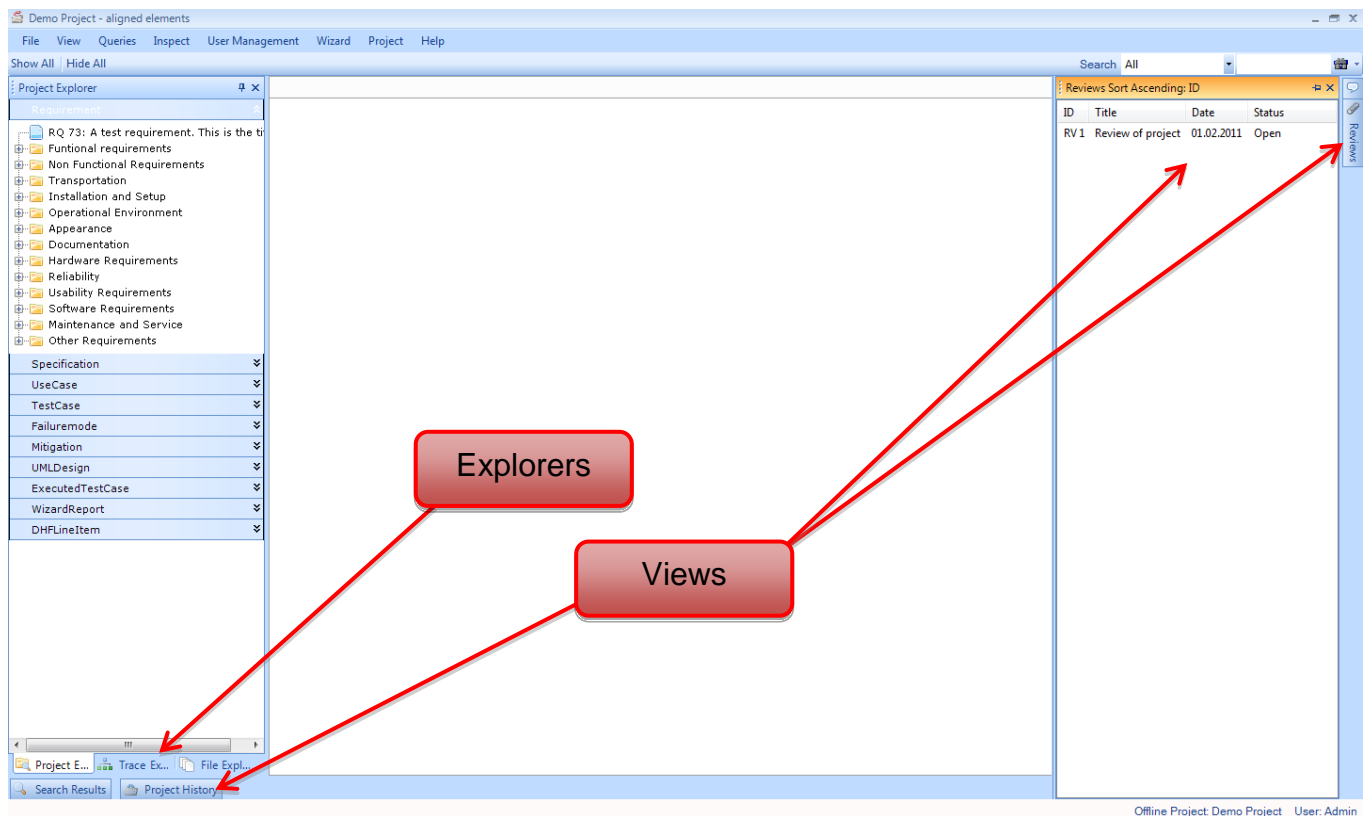 Demo Project - aligned elements
File View Queries Inspect User Management Wizard Project Help
Show All Hide All
Search All
Project Explorer
Requirement
RQ 73: A test requirement. This is the ti
Funtional requirements
Non Functional Requirements
Transportation
Installation and Setup
Operational Environment
Appearance
Documentation
Hardware Requirements
Reliability
Usability Requirements
Software Requirements
Maintenance and Service
Other Requirements
Specification
UseCase
TestCase
Failuremode
Mitigation
UMLDesign
ExecutedTestCase
WizardReport
DHFLineItem
Project E... Trace Ex... File Expl...
Search Results Project History
Explorers
Views
Reviews Sort Ascending: ID
ID Title Date Status
RV 1 Review of project 01.02.2011 Open
Reviews
Offline Project: Demo Project User: Admin